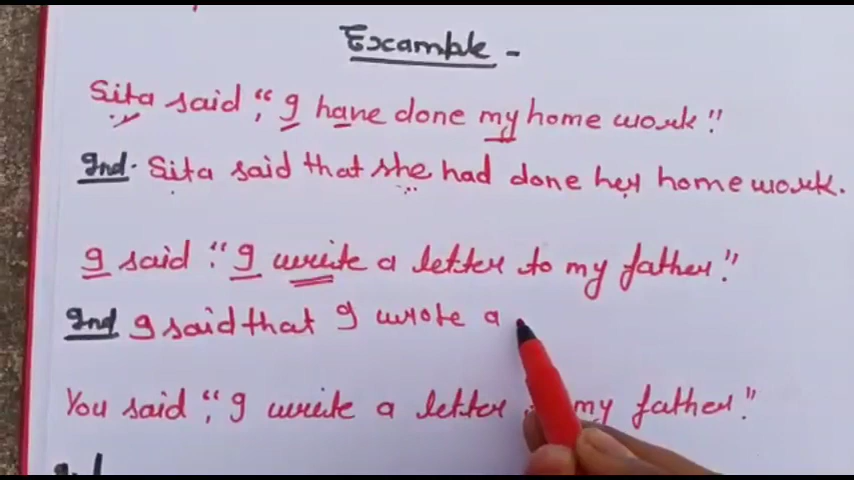 Example -
Sita said, "I have done my home work."
Ind. Sita said that she had done her home work.
I said "I write a letter to my father."
Ind I said that I wrote a
You said, "I write a letter my father."